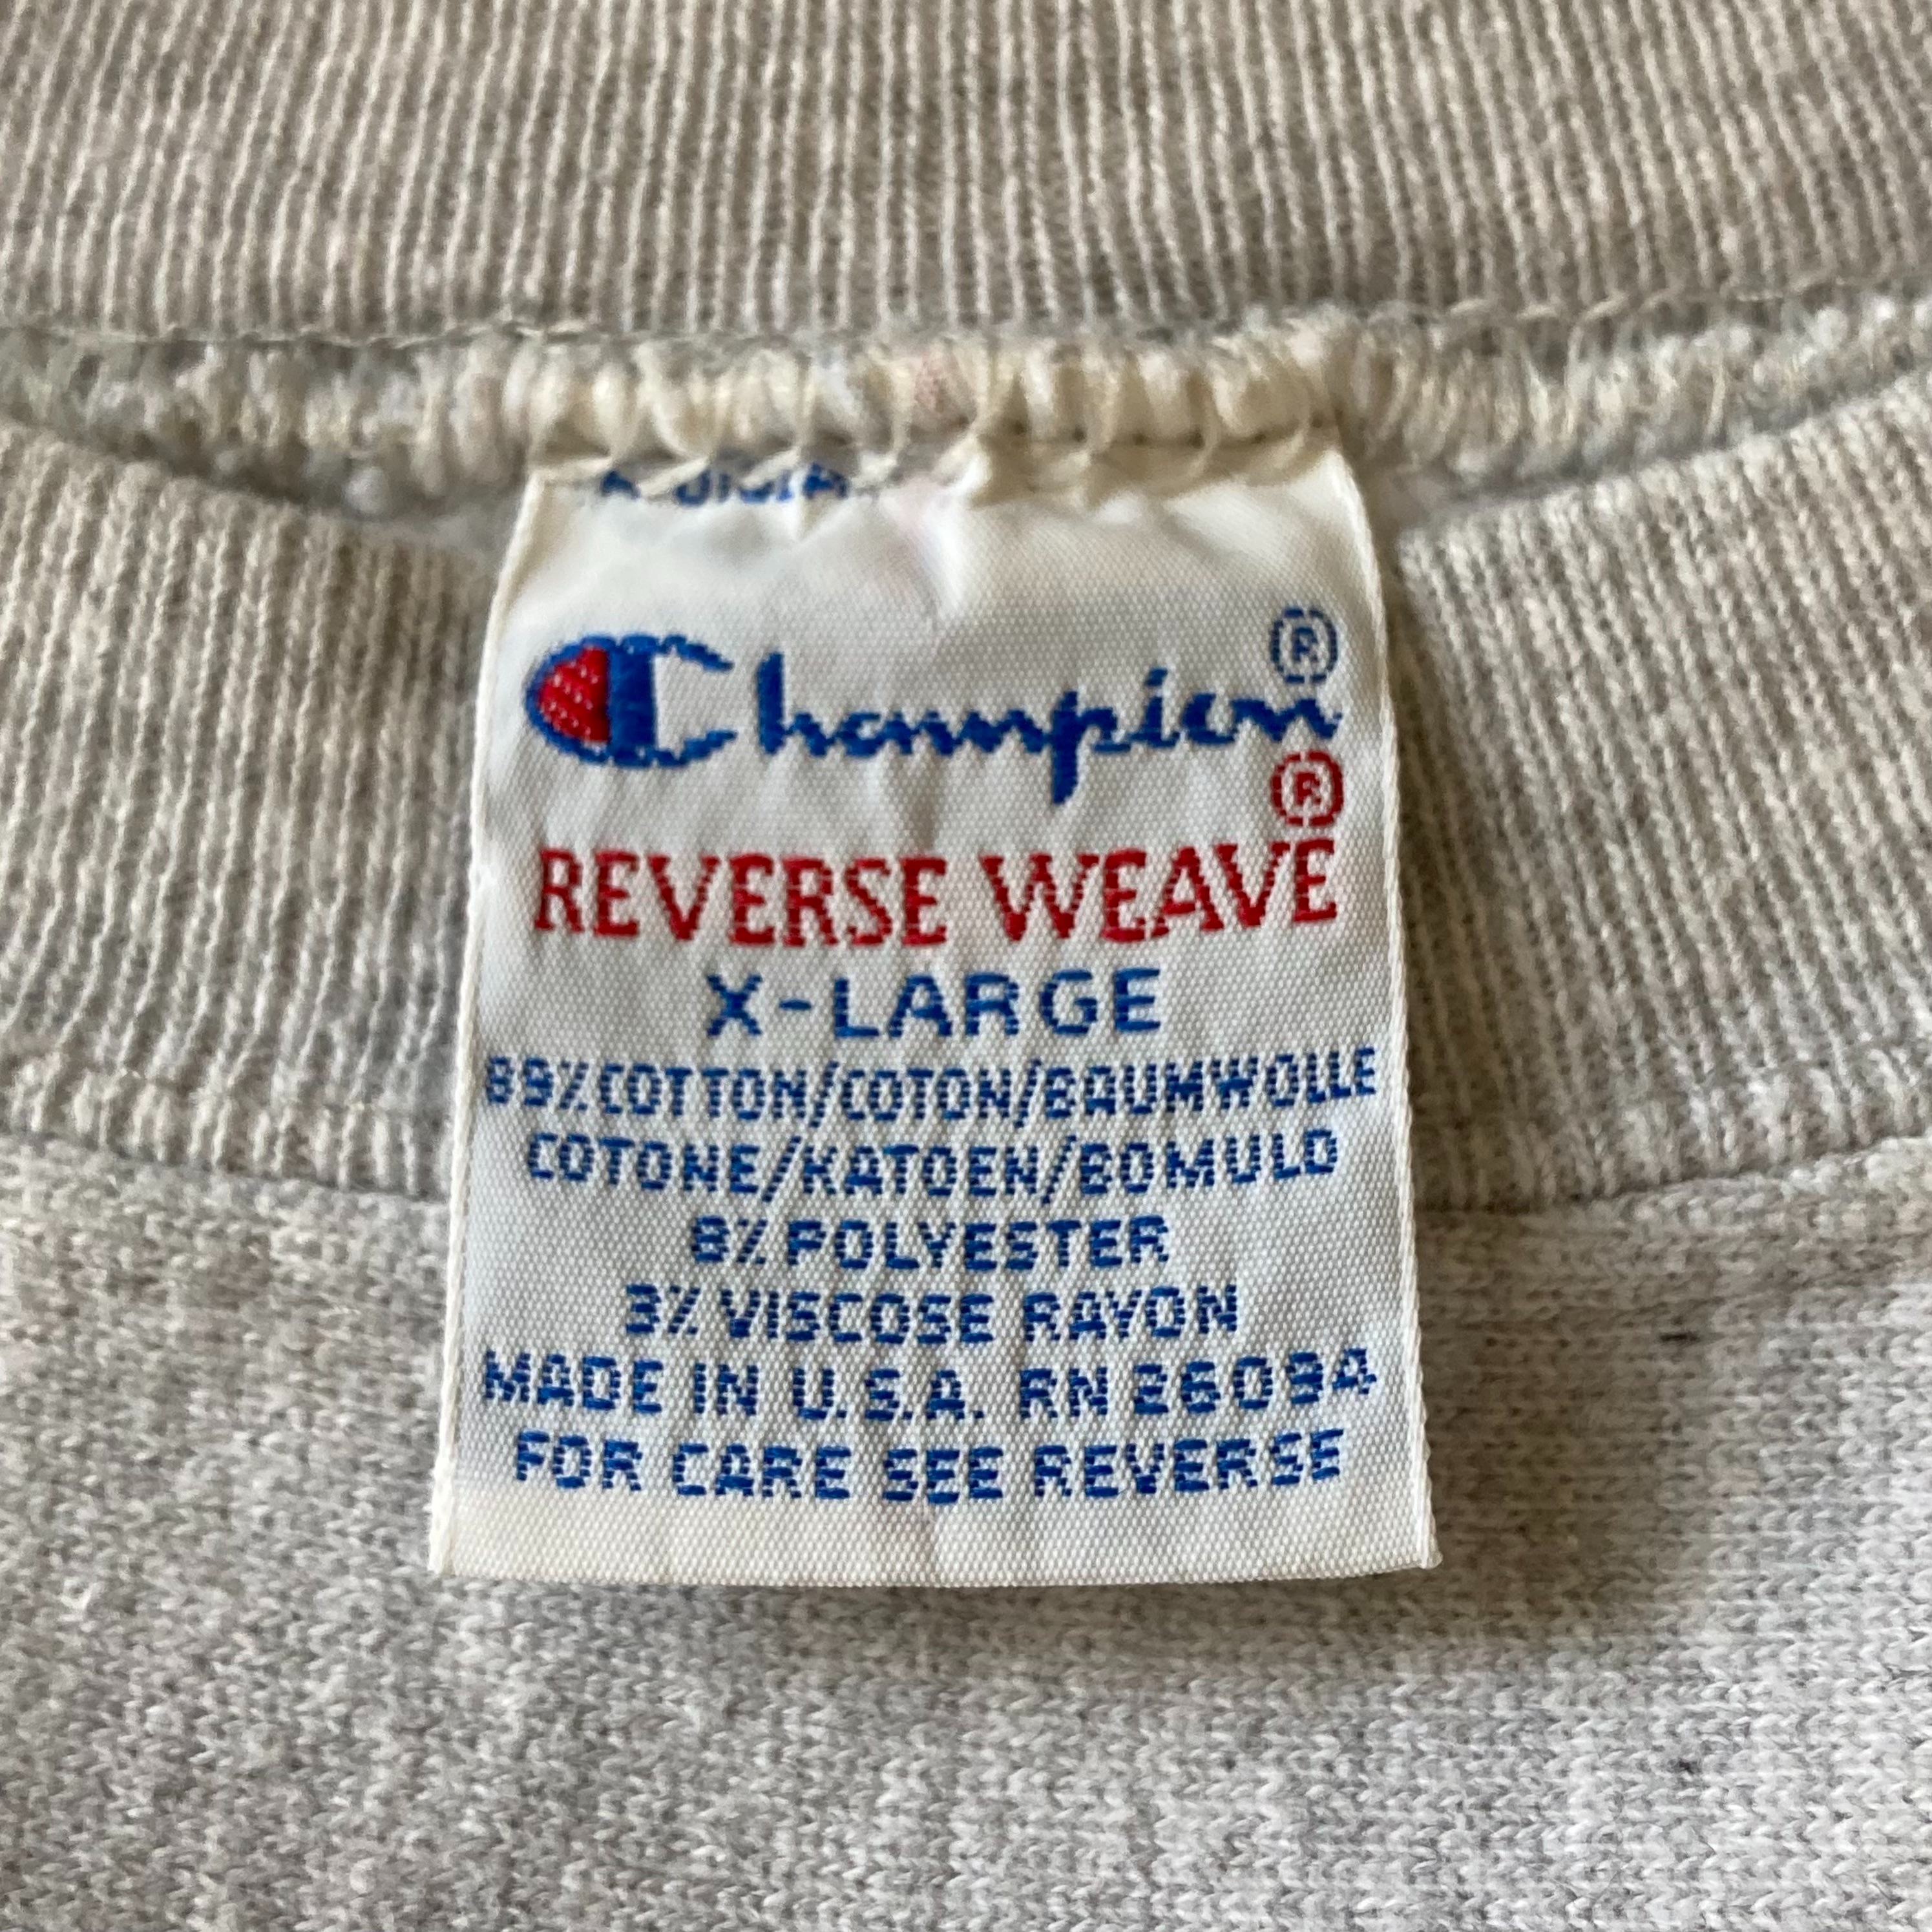 Champion®
REVERSE WEAVE®
X-LARGE
89% COTTON/COTON/BAUMWOLLE
COTONE/KATOEN/BOMULD
8% POLYESTER
3% VISCOSE RAYON
MADE IN U.S.A. RN 26094
FOR CARE SEE REVERSE